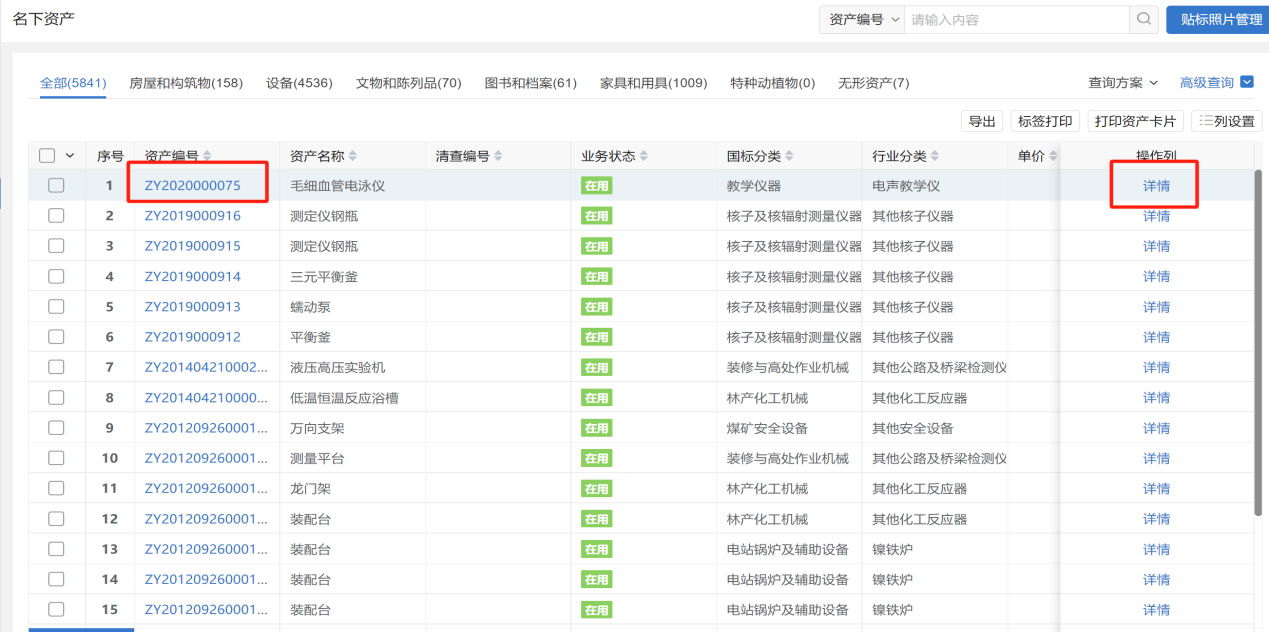 名下资产 资产编号 请输入内容 贴标照片管理
全部(5841) 房屋和构筑物(158) 设备(4536) 文物和陈列品(70) 图书和档案(61) 家具和用具(1009) 特种动植物(0) 无形资产(7) 查询方案 高级查询
导出 标签打印 打印资产卡片 列设置
序号 资产编号 资产名称 清查编号 业务状态 国标分类 行业分类 单价 操作列
1 ZY2020000075 毛细血管电泳仪 在用 教学仪器 电声教学仪 详情
2 ZY2019000916 测定仪钢瓶 在用 核子及核辐射测量仪器 其他核子仪器 详情
3 ZY2019000915 测定仪钢瓶 在用 核子及核辐射测量仪器 其他核子仪器 详情
4 ZY2019000914 三元平衡釜 在用 核子及核辐射测量仪器 其他核子仪器 详情
5 ZY2019000913 蠕动泵 在用 核子及核辐射测量仪器 其他核子仪器 详情
6 ZY2019000912 平衡釜 在用 核子及核辐射测量仪器 其他核子仪器 详情
7 ZY201404210002... 液压高压实验机 在用 装修与高处作业机械 其他公路及桥梁检测仪 详情
8 ZY201404210000... 低温恒温反应浴槽 在用 林产化工机械 其他化工反应器 详情
9 ZY201209260001... 万向支架 在用 煤矿安全设备 其他安全设备 详情
10 ZY201209260001... 测量平台 在用 装修与高处作业机械 其他公路及桥梁检测仪 详情
11 ZY201209260001... 龙门架 在用 林产化工机械 其他化工反应器 详情
12 ZY201209260001... 装配台 在用 林产化工机械 其他化工反应器 详情
13 ZY201209260001... 装配台 在用 电站锅炉及辅助设备 镍铁炉 详情
14 ZY201209260001... 装配台 在用 电站锅炉及辅助设备 镍铁炉 详情
15 ZY201209260001... 装配台 在用 电站锅炉及辅助设备 镍铁炉 详情